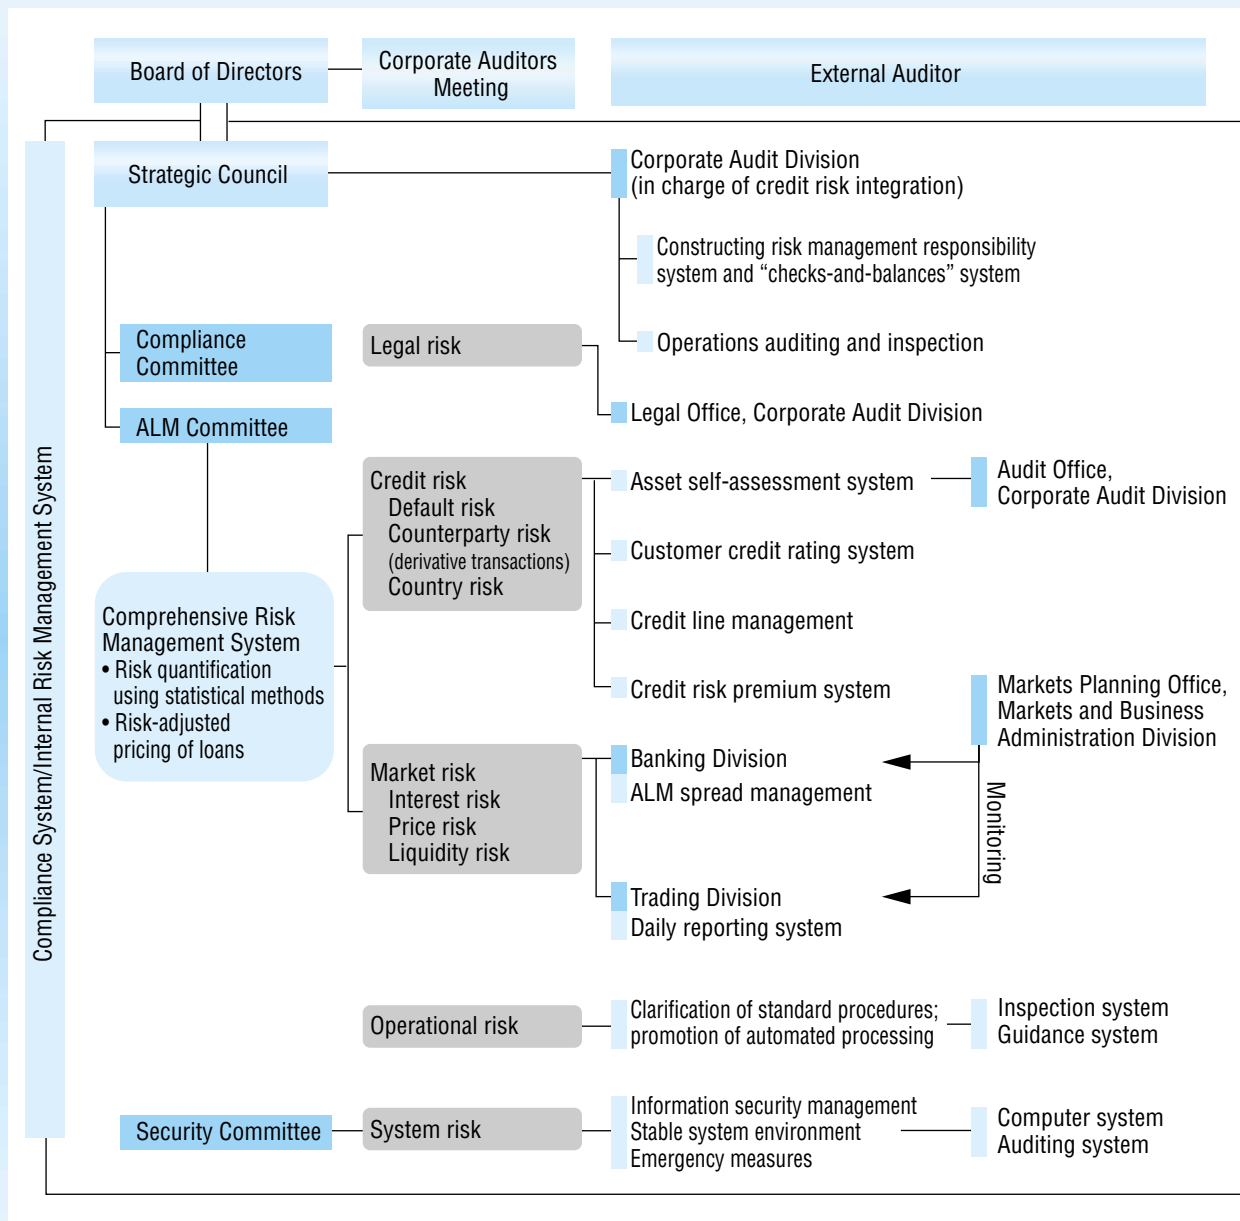 Board of Directors
Corporate Auditors
Meeting
External Auditor
Compliance System/Internal Risk Management System
Strategic Council
Corporate Audit Division
(in charge of credit risk integration)
Constructing risk management responsibility
system and “checks-and-balances” system
Operations auditing and inspection
Compliance
Committee
Legal risk
Legal Office, Corporate Audit Division
ALM Committee
Comprehensive Risk
Management System
• Risk quantification
using statistical methods
• Risk-adjusted
pricing of loans
Credit risk
Default risk
Counterparty risk
(derivative transactions)
Country risk
Asset self-assessment system
Audit Office,
Corporate Audit Division
Customer credit rating system
Credit line management
Credit risk premium system
Markets Planning Office,
Markets and Business
Administration Division
Market risk
Interest risk
Price risk
Liquidity risk
Banking Division
ALM spread management
Monitoring
Trading Division
Daily reporting system
Operational risk
Clarification of standard procedures;
promotion of automated processing
Inspection system
Guidance system
Security Committee
System risk
Information security management
Stable system environment
Emergency measures
Computer system
Auditing system